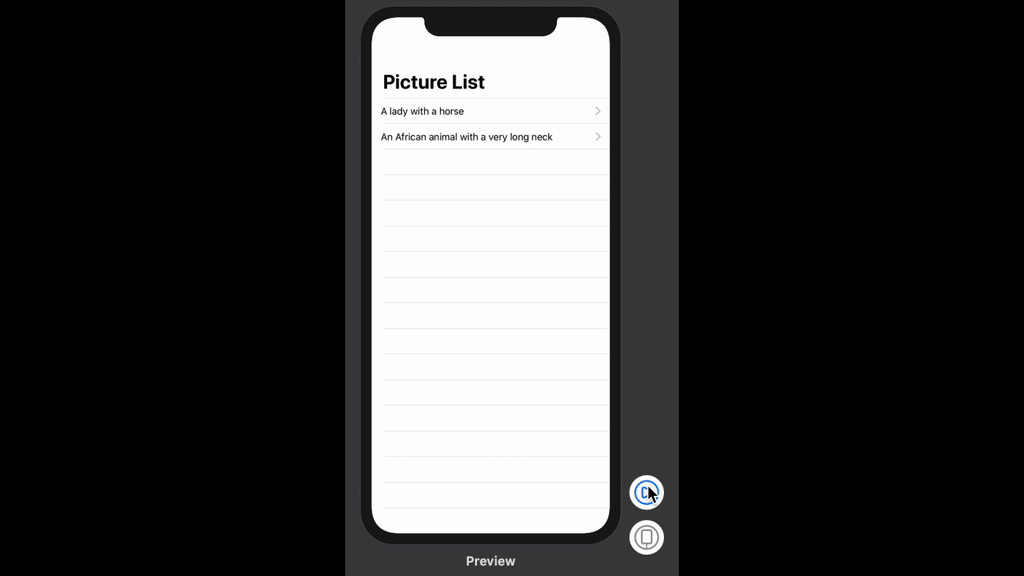 Picture List
A lady with a horse
An African animal with a very long neck
Preview